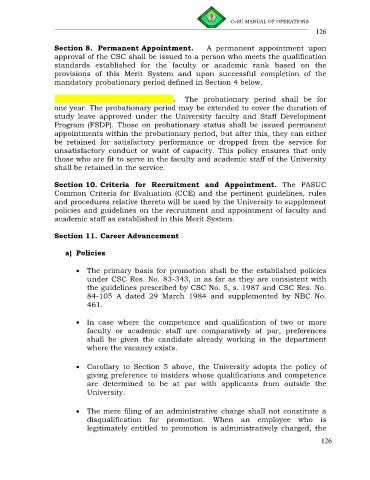 CvSU MANUAL OF OPERATIONS
126
Section 8. Permanent Appointment. A permanent appointment upon
approval of the CSC shall be issued to a person who meets the qualification
standards established for the faculty or academic rank based on the
provisions of this Merit System and upon successful completion of the
mandatory probationary period defined in Section 4 below.
. The probationary period shall be for
one year. The probationary period may be extended to cover the duration of
study leave approved under the University faculty and Staff Development
Program (FSDP). Those on probationary status shall be issued permanent
appointments within the probationary period, but after this, they can either
be retained for satisfactory performance or dropped from the service for
unsatisfactory conduct or want of capacity. This policy ensures that only
those who are fit to serve in the faculty and academic staff of the University
shall be retained in the service.
Section 10. Criteria for Recruitment and Appointment. The PASUC
Common Criteria for Evaluation (CCE) and the pertinent guidelines, rules
and procedures relative thereto will be used by the University to supplement
policies and guidelines on the recruitment and appointment of faculty and
academic staff as established in this Merit System.
Section 11. Career Advancement
a) Policies
• The primary basis for promotion shall be the established policies
under CSC Res. No. 83-343, in as far as they are consistent with
the guidelines prescribed by CSC No. 5, s. 1987 and CSC Res. No.
84-105 A dated 29 March 1984 and supplemented by NBC No.
461.
• In case where the competence and qualification of two or more
faculty or academic staff are comparatively at par, preferences
shall be given the candidate already working in the department
where the vacancy exists.
• Corollary to Section 5 above, the University adopts the policy of
giving preference to insiders whose qualifications and competence
are determined to be at par with applicants from outside the
University.
• The mere filing of an administrative charge shall not constitute a
disqualification for promotion. When an employee who is
legitimately entitled to promotion is administratively charged, the
126